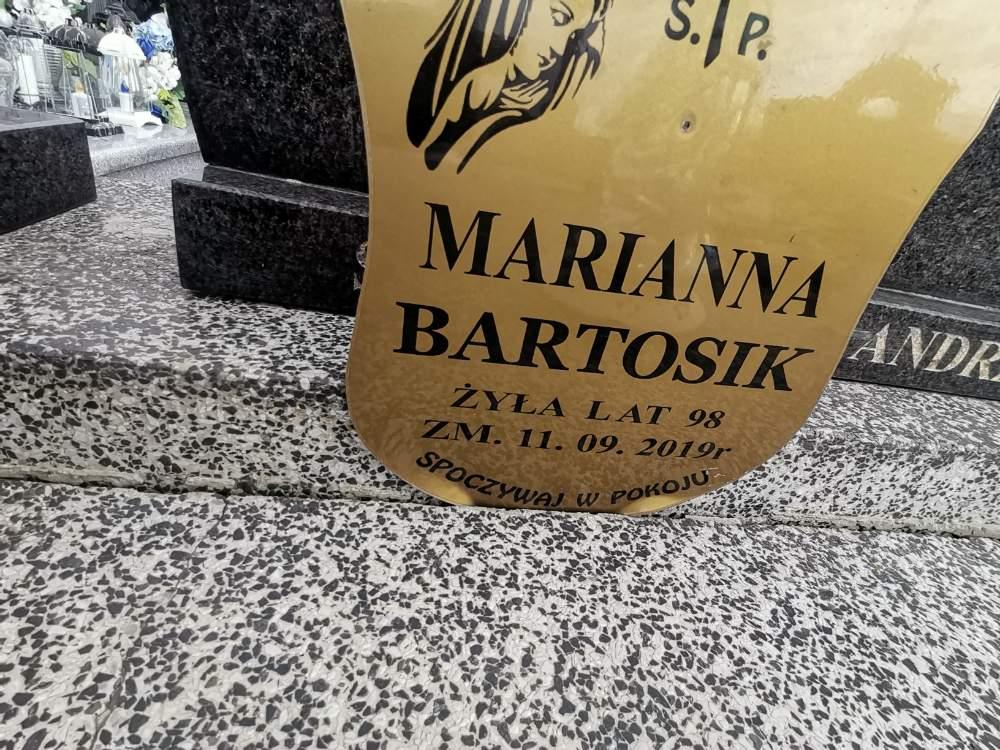 Ś. P.
MARIANNA
BARTOSIK
ŻYŁA LAT 98
ZM. 11. 09. 2019r
SPOCZYWAJ W POKOJU